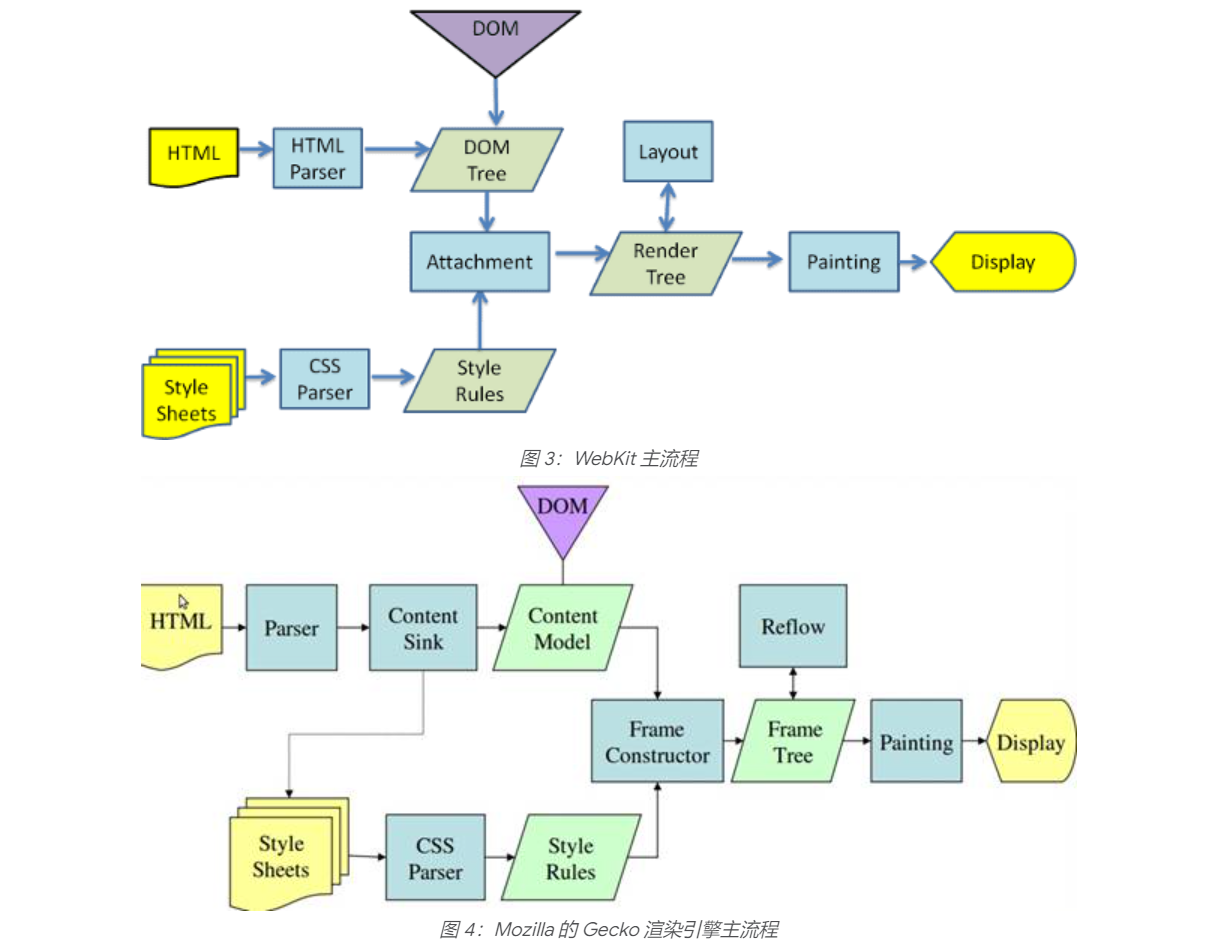 DOM
HTML
HTML
Parser
DOM
Tree
Layout
Attachment
Render
Tree
Painting
Display
Style
Sheets
CSS
Parser
Style
Rules
图 3：WebKit 主流程
DOM
HTML
Parser
Content
Sink
Content
Model
Reflow
Frame
Constructor
Frame
Tree
Painting
Display
Style
Sheets
CSS
Parser
Style
Rules
图 4：Mozilla 的 Gecko 渲染引擎主流程